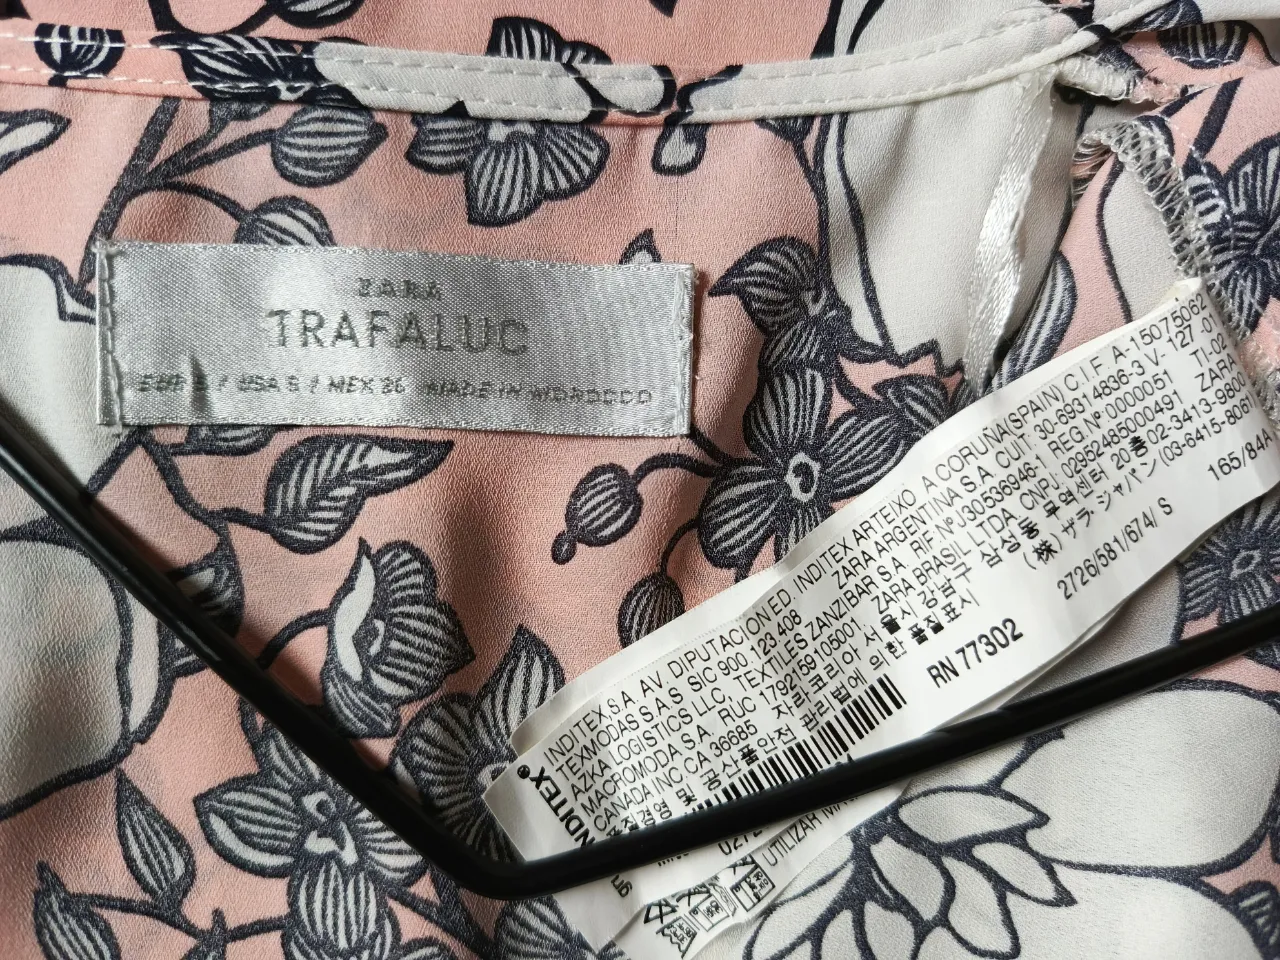 ZARA
TRAFALUC
EUR S / USA S / MEX 26 MADE IN MOROCCO
INDITEX
INDITEX,S.A. AV. DIPUTACION ED. INDITEX ARTEIXO A CORUNA(SPAIN) C.I.F. A-15075062
TEXMODAS S.A.S SIC 900.123.408 ZARA ARGENTINA S.A CUIT: 30-69314836-3 V- 127 -01
AZKA LOGISTICS LLC, TEXTILES ZANZIBAR S.A. RIF.NºJ30536946-1 REG.Nº:0000051 TI-02
MACROMODA S.A. RUC 1792159105001 ZARA BRASIL LTDA. CNPJ.:02952485000491 ZARA
CANADA INC.CA 36685 자라코리아 서울시 강남구 삼성동 무역센터 20층 02-3413-9800
품질경영 및 공산품안전 관리법에 의한 품질표시 (株) ザラ・ジャパン (03-6415-8061
RN 77302
2726/581/674/ S
165/84A
UTILIZAR